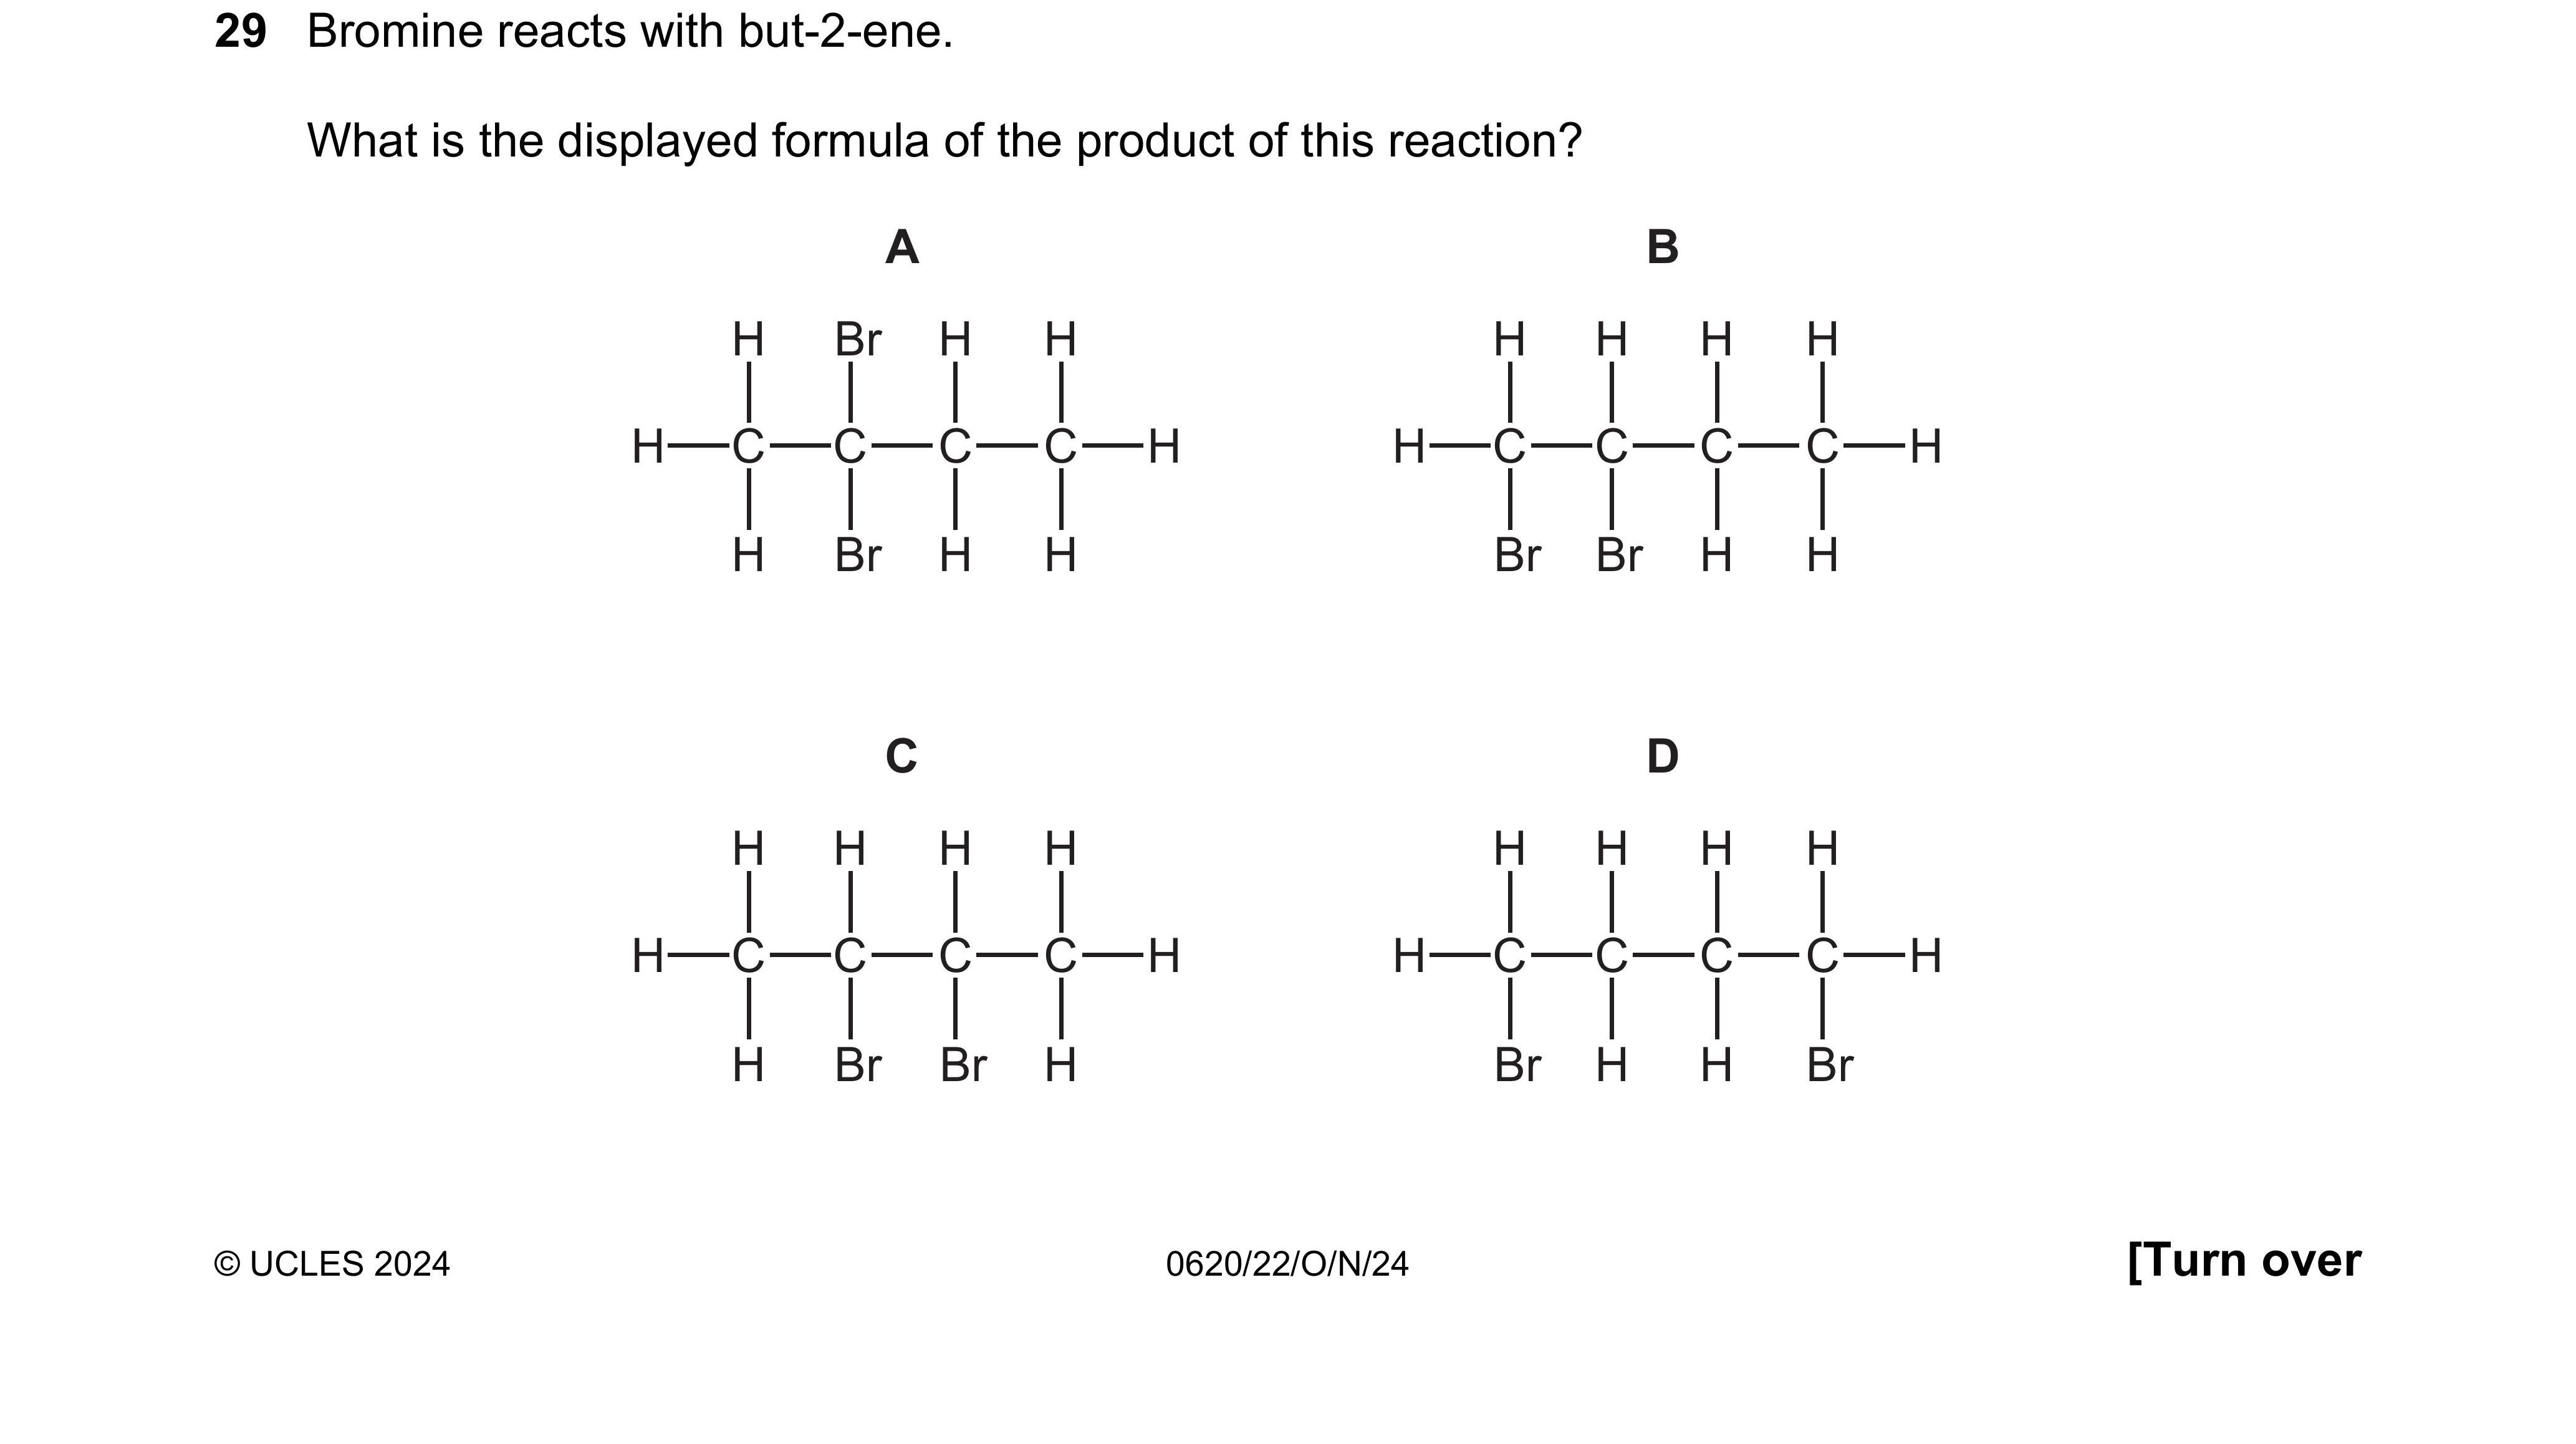 29 Bromine reacts with but-2-ene.
What is the displayed formula of the product of this reaction?
A B
H Br H H H H H H
H C C C C H H C C C C H
H Br H H Br Br H H
C D
H H H H H H H H
H C C C C H H C C C C H
H Br Br H Br H H Br
© UCLES 2024 0620/22/O/N/24 [Turn over